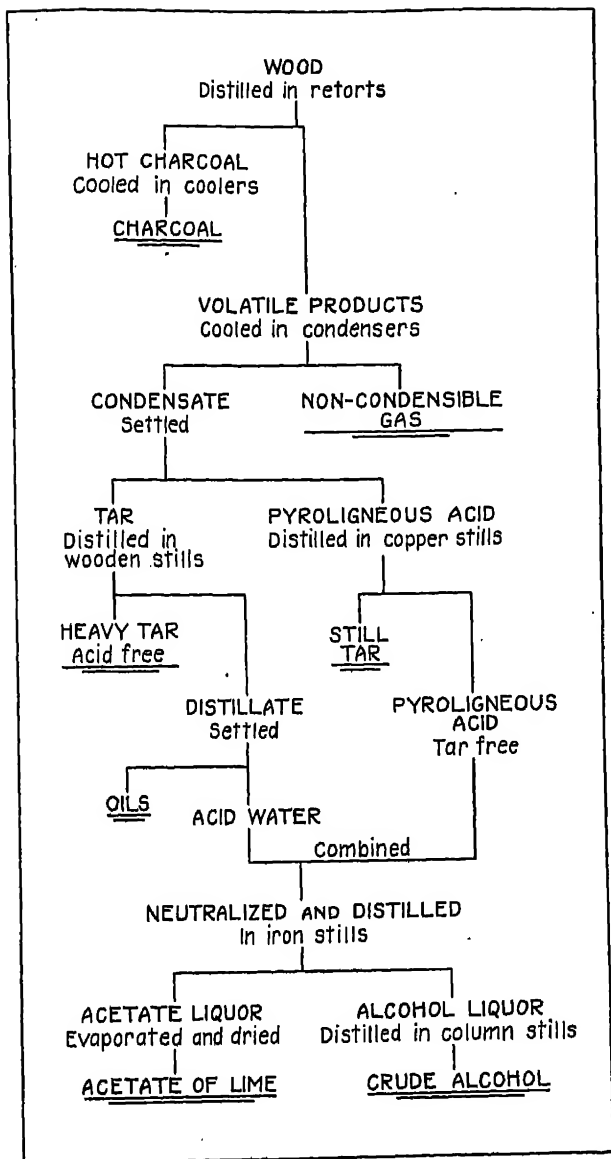 WOOD
Distilled in retorts
HOT CHARCOAL
Cooled in coolers
CHARCOAL
VOLATILE PRODUCTS
Cooled in condensers
CONDENSATE
Settled
NON-CONDENSIBLE
GAS
TAR
Distilled in
wooden stills
PYROLIGNEOUS ACID
Distilled in copper stills
HEAVY TAR
Acid free
STILL
TAR
DISTILLATE
Settled
PYROLIGNEOUS
ACID
Tar free
OILS
ACID WATER
Combined
NEUTRALIZED AND DISTILLED
In iron stills
ACETATE LIQUOR
Evaporated and dried
ALCOHOL LIQUOR
Distilled in column stills
ACETATE OF LIME
CRUDE ALCOHOL